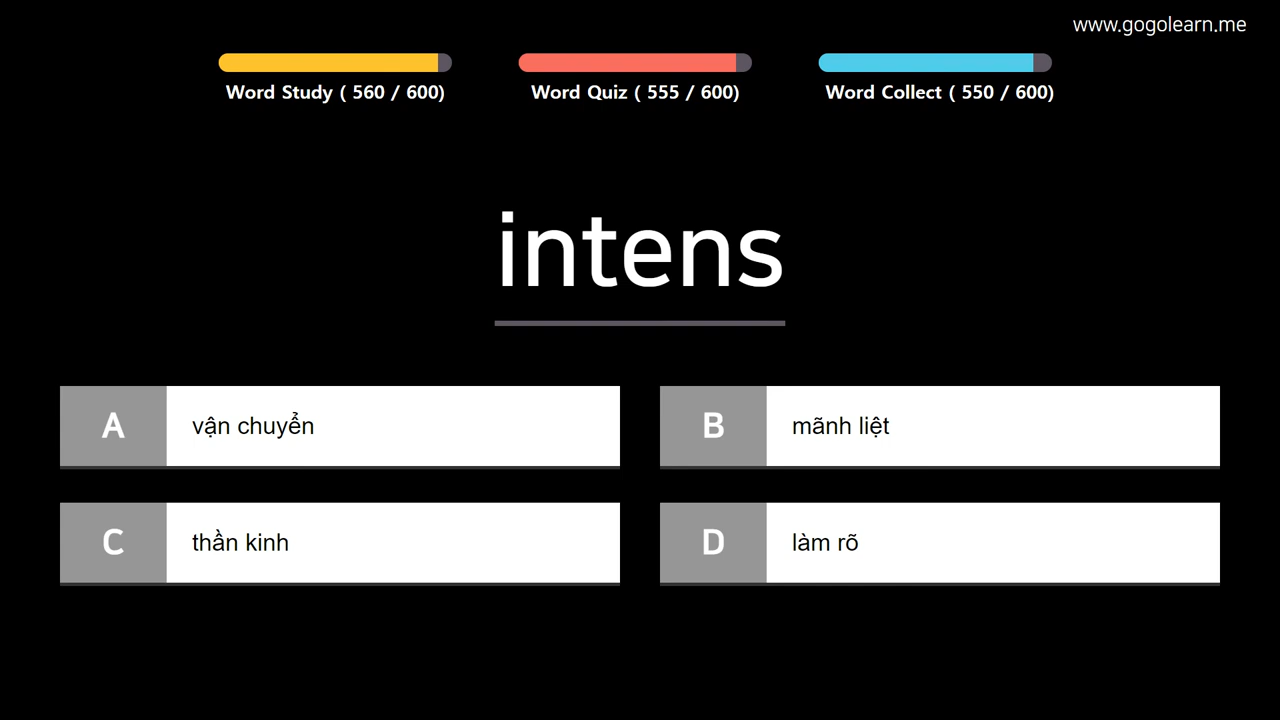 www.gogolearn.me
Word Study ( 560 / 600)
Word Quiz ( 555 / 600)
Word Collect ( 550 / 600)
intens
A
vận chuyển
B
mãnh liệt
C
thần kinh
D
làm rõ